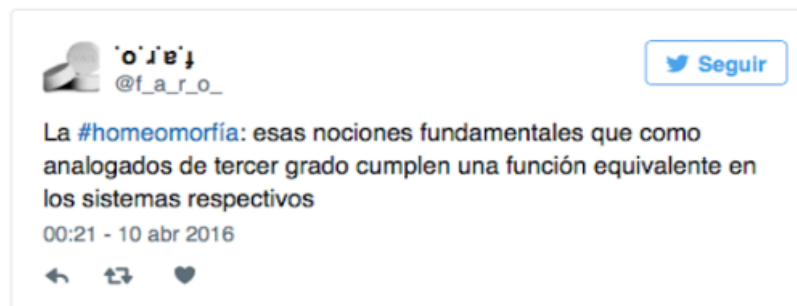 ˙o˙ɹ˙ɐ˙ɟ
@f_a_r_o_
Seguir
La #homeomorfía: esas nociones fundamentales que como
analogados de tercer grado cumplen una función equivalente en
los sistemas respectivos
00:21 - 10 abr 2016